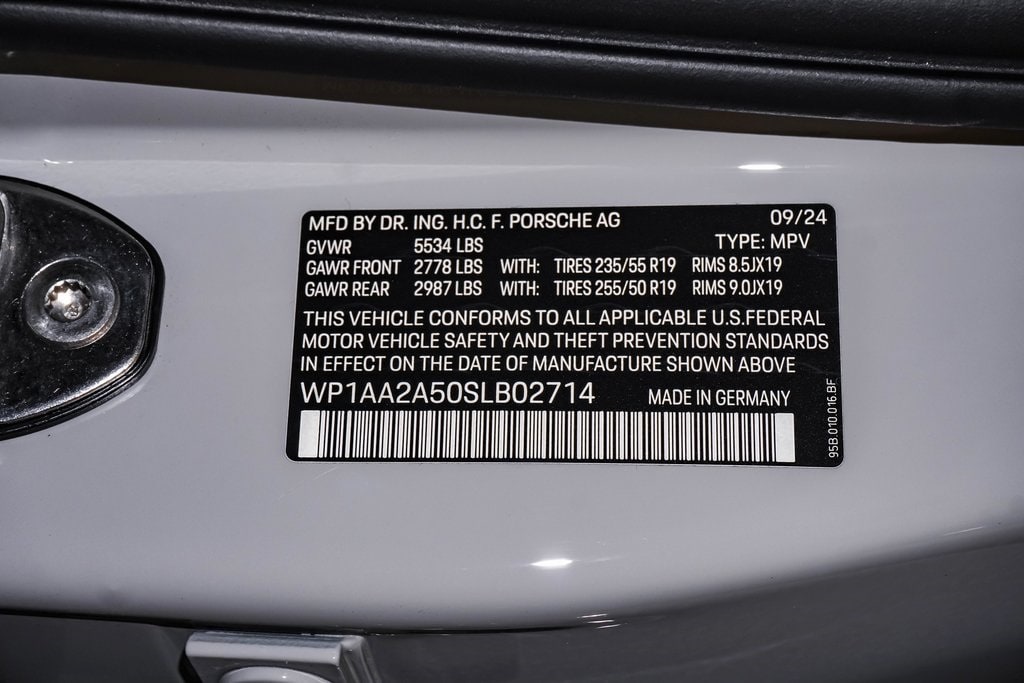 MFD BY DR. ING. H.C. F. PORSCHE AG 09/24
GVWR 5534 LBS TYPE: MPV
GAWR FRONT 2778 LBS WITH: TIRES 235/55 R19 RIMS 8.5JX19
GAWR REAR 2987 LBS WITH: TIRES 255/50 R19 RIMS 9.0JX19
THIS VEHICLE CONFORMS TO ALL APPLICABLE U.S.FEDERAL
MOTOR VEHICLE SAFETY AND THEFT PREVENTION STANDARDS
IN EFFECT ON THE DATE OF MANUFACTURE SHOWN ABOVE
WP1AA2A50SLB02714 MADE IN GERMANY
95B.010.016.BF